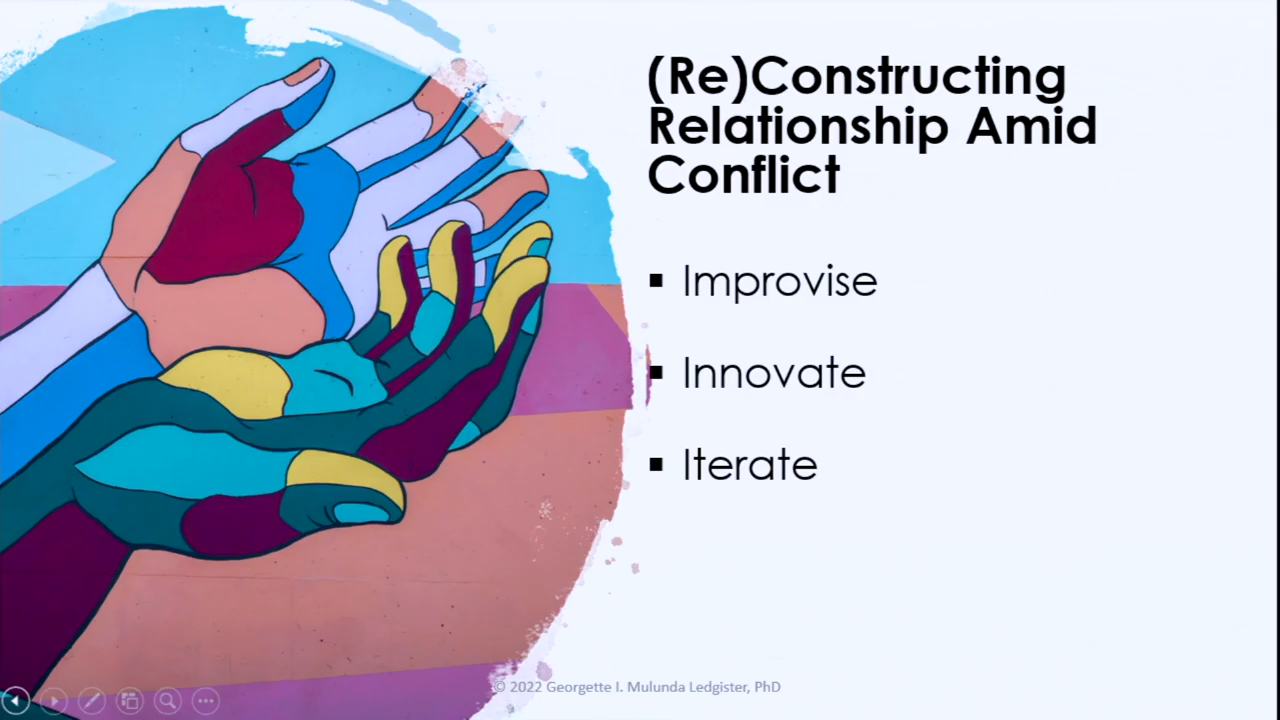 (Re)Constructing
Relationship Amid
Conflict
▪ Improvise
▪ Innovate
▪ Iterate
© 2022 Georgette I. Mulunda Ledgister, PhD